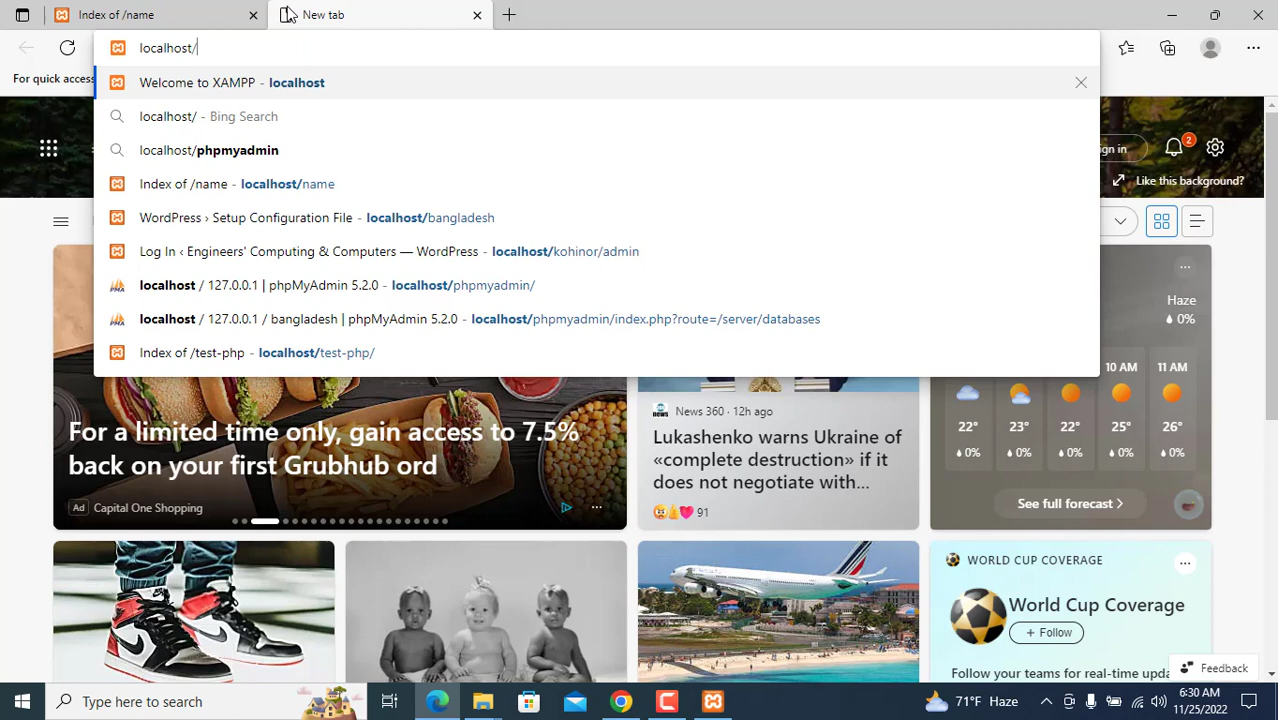 Index of /name
New tab
localhost/
For quick access
Welcome to XAMPP - localhost
localhost/ - Bing Search
localhost/phpmyadmin
Index of /name - localhost/name
WordPress › Setup Configuration File - localhost/bangladesh
Log In ‹ Engineers' Computing & Computers — WordPress - localhost/kohinor/admin
localhost / 127.0.0.1 | phpMyAdmin 5.2.0 - localhost/phpmyadmin/
localhost / 127.0.0.1 / bangladesh | phpMyAdmin 5.2.0 - localhost/phpmyadmin/index.php?route=/server/databases
Index of /test-php - localhost/test-php/
gn in
2
Like this background?
For a limited time only, gain access to 7.5%
back on your first Grubhub ord
Ad Capital One Shopping
News 360 · 12h ago
Lukashenko warns Ukraine of
«complete destruction» if it
does not negotiate with...
91
Haze
0%
10 AM 11 AM
22° 23° 22° 25° 26°
0% 0% 0% 0% 0%
See full forecast
WORLD CUP COVERAGE
World Cup Coverage
+ Follow
Follow your teams for real-time upda
Feedback
Type here to search
71°F Haze
6:30 AM
11/25/2022